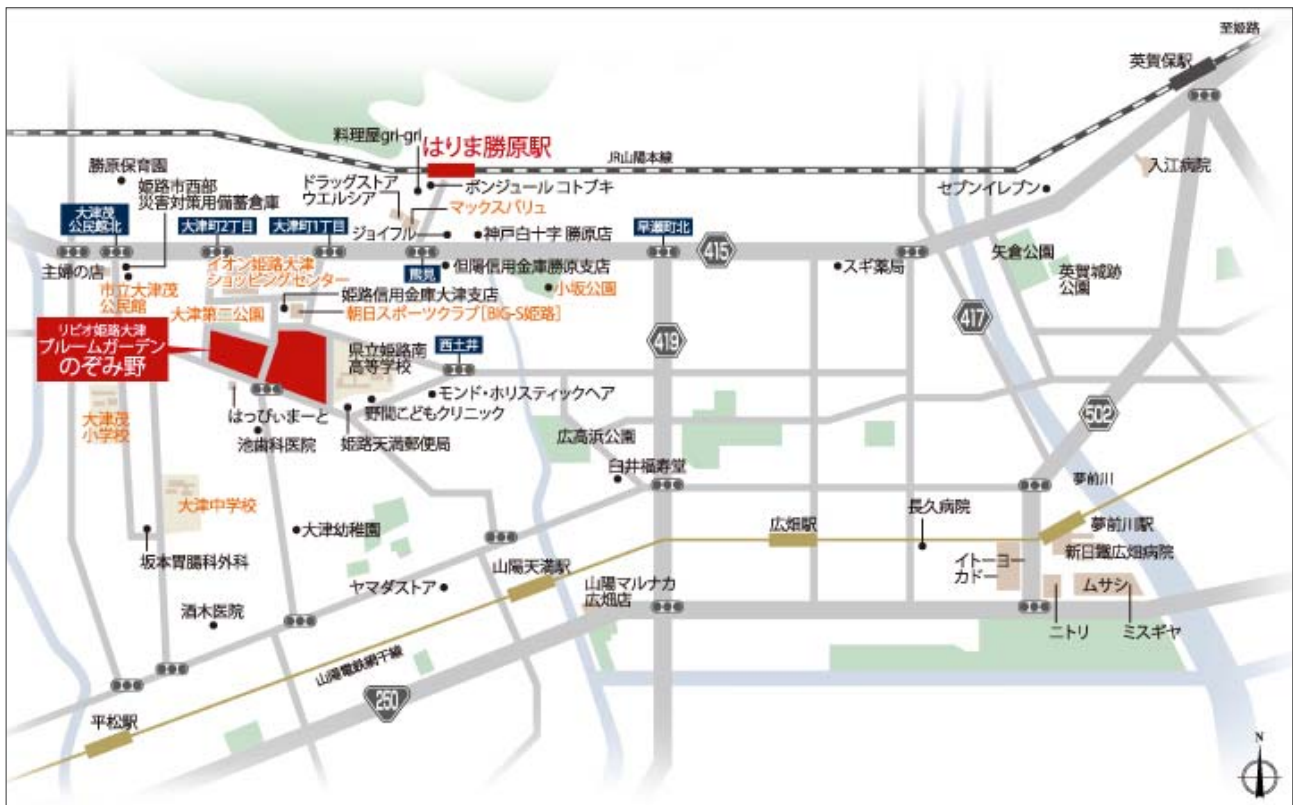 至姫路
英賀保駅
料理屋gri-gri
はりま勝原駅
JR山陽本線
入江病院
勝原保育園
ドラッグストア
ウエルシア
ボンジュール コトブキ
セブンイレブン
姫路市西部
災害対策用備蓄倉庫
マックスバリュ
大津茂
公民館北
大津町2丁目
大津町1丁目
ジョイフル
神戸白十字 勝原店
早瀬町北
415
矢倉公園
主婦の店
熊見
但陽信用金庫勝原支店
スギ薬局
英賀城跡
公園
イオン姫路大津
ショッピングセンター
市立大津茂
公民館
小坂公園
姫路信用金庫大津支店
大津第二公園
朝日スポーツクラブ[BIG-S姫路]
417
リビオ姫路大津
ブルームガーデン
のぞみ野
県立姫路南
高等学校
西土井
419
モンド・ホリスティックヘア
はっぴぃまーと
野間こどもクリニック
502
大津茂
小学校
池歯科医院
姫路天満郵便局
広高浜公園
臼井福寿堂
夢前川
大津中学校
長久病院
大津幼稚園
広畑駅
夢前川駅
坂本胃腸科外科
山陽天満駅
イトーヨー
カドー
新日鐵広畑病院
ヤマダストア
山陽マルナカ
広畑店
ムサシ
酒木医院
ニトリ
ミスギヤ
山陽電鉄網干線
250
平松駅
N